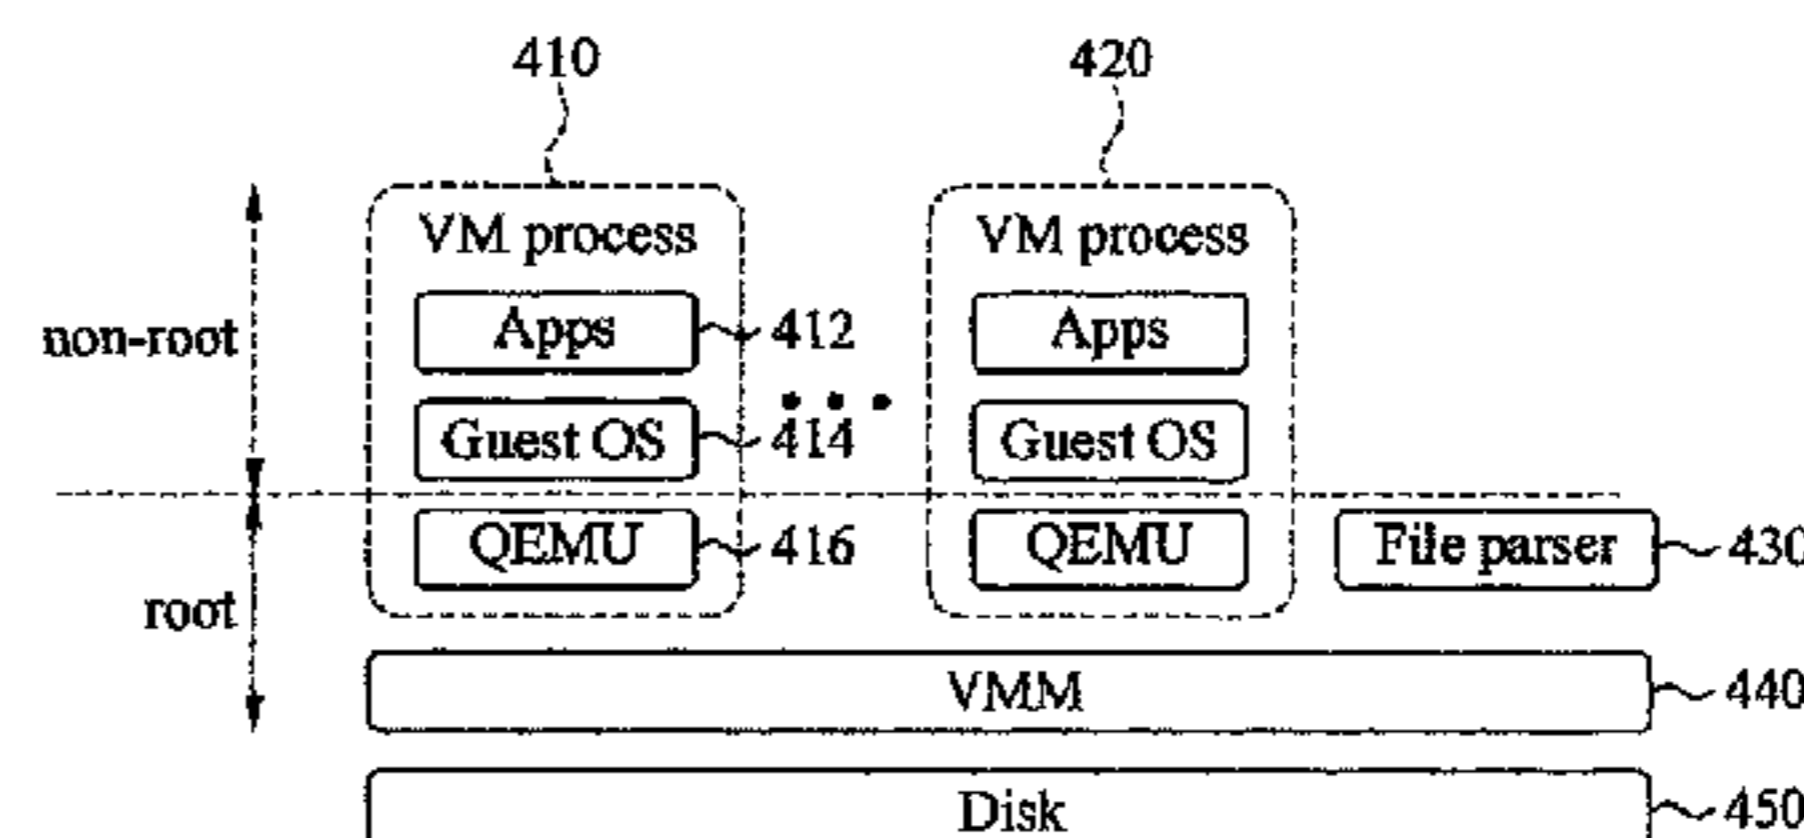 410 420
VM process VM process
Apps 412 Apps
non-root
Guest OS 414 Guest OS
QEMU 416 QEMU File parser 430
root
VMM 440
Disk 450